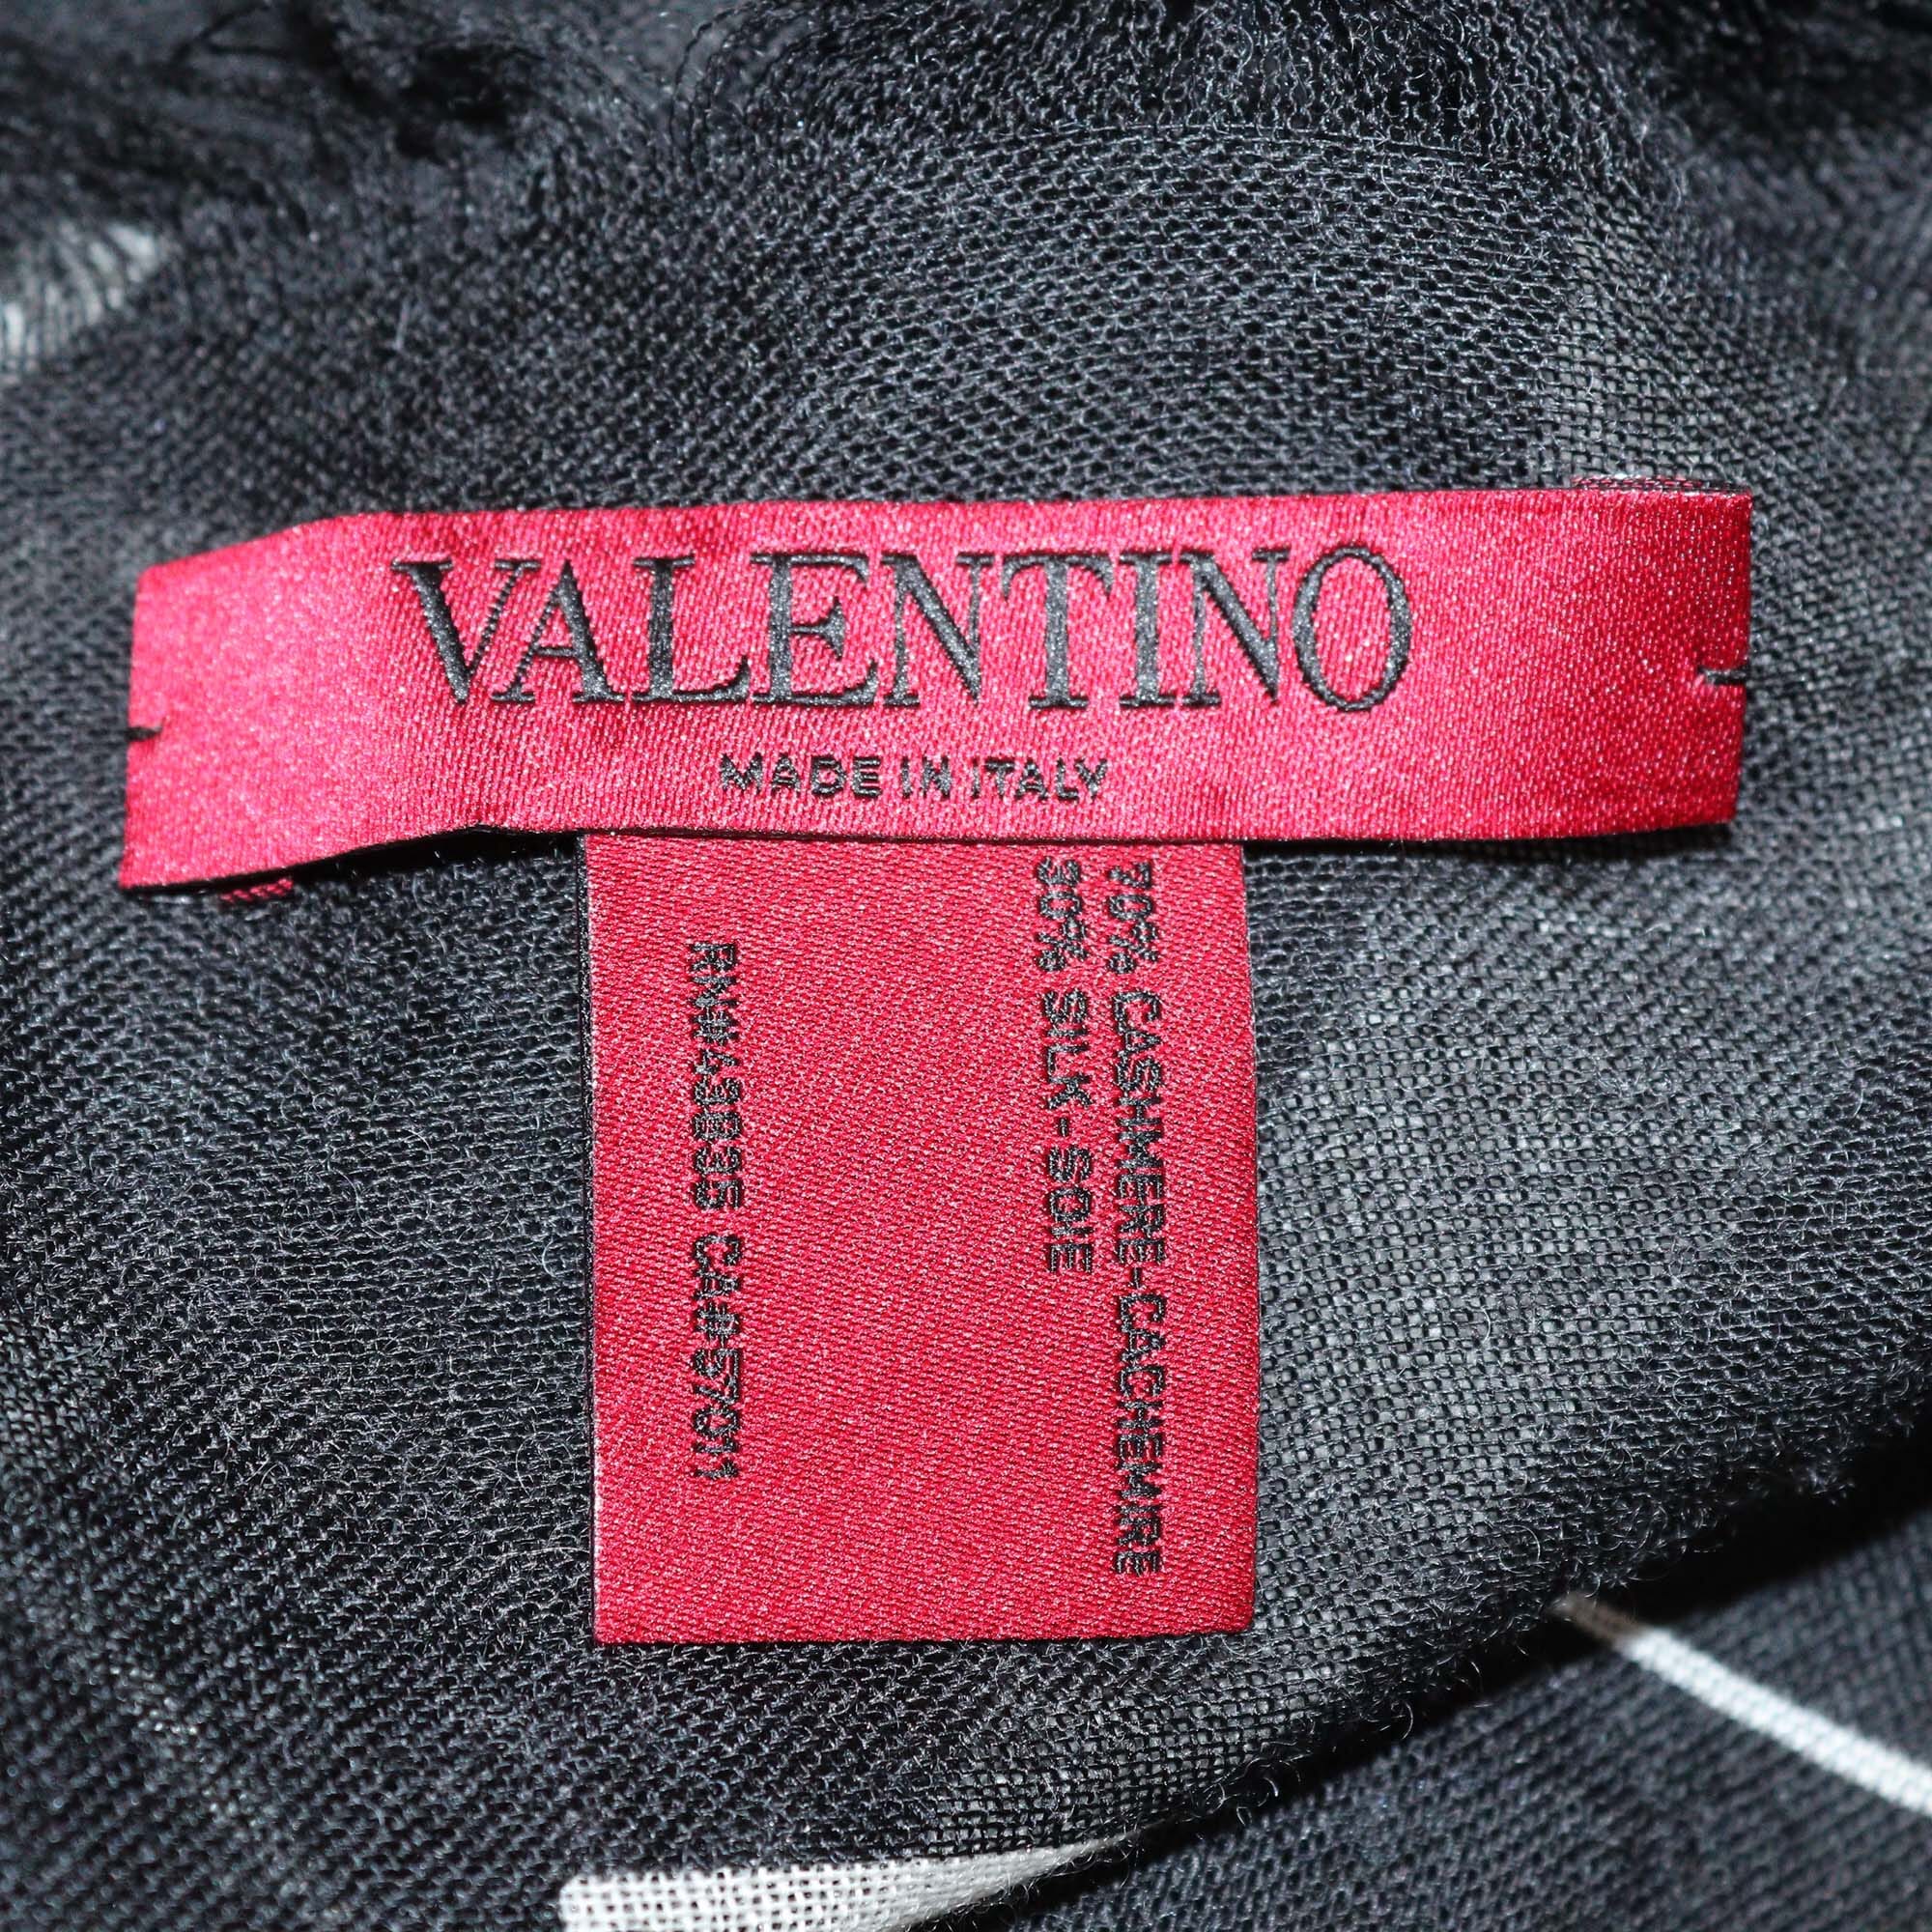 VALENTINO
MADE IN ITALY
70% CASHMERE-CACHEMIRE
30% SILK-SOIE
RN#43035 CA#57011